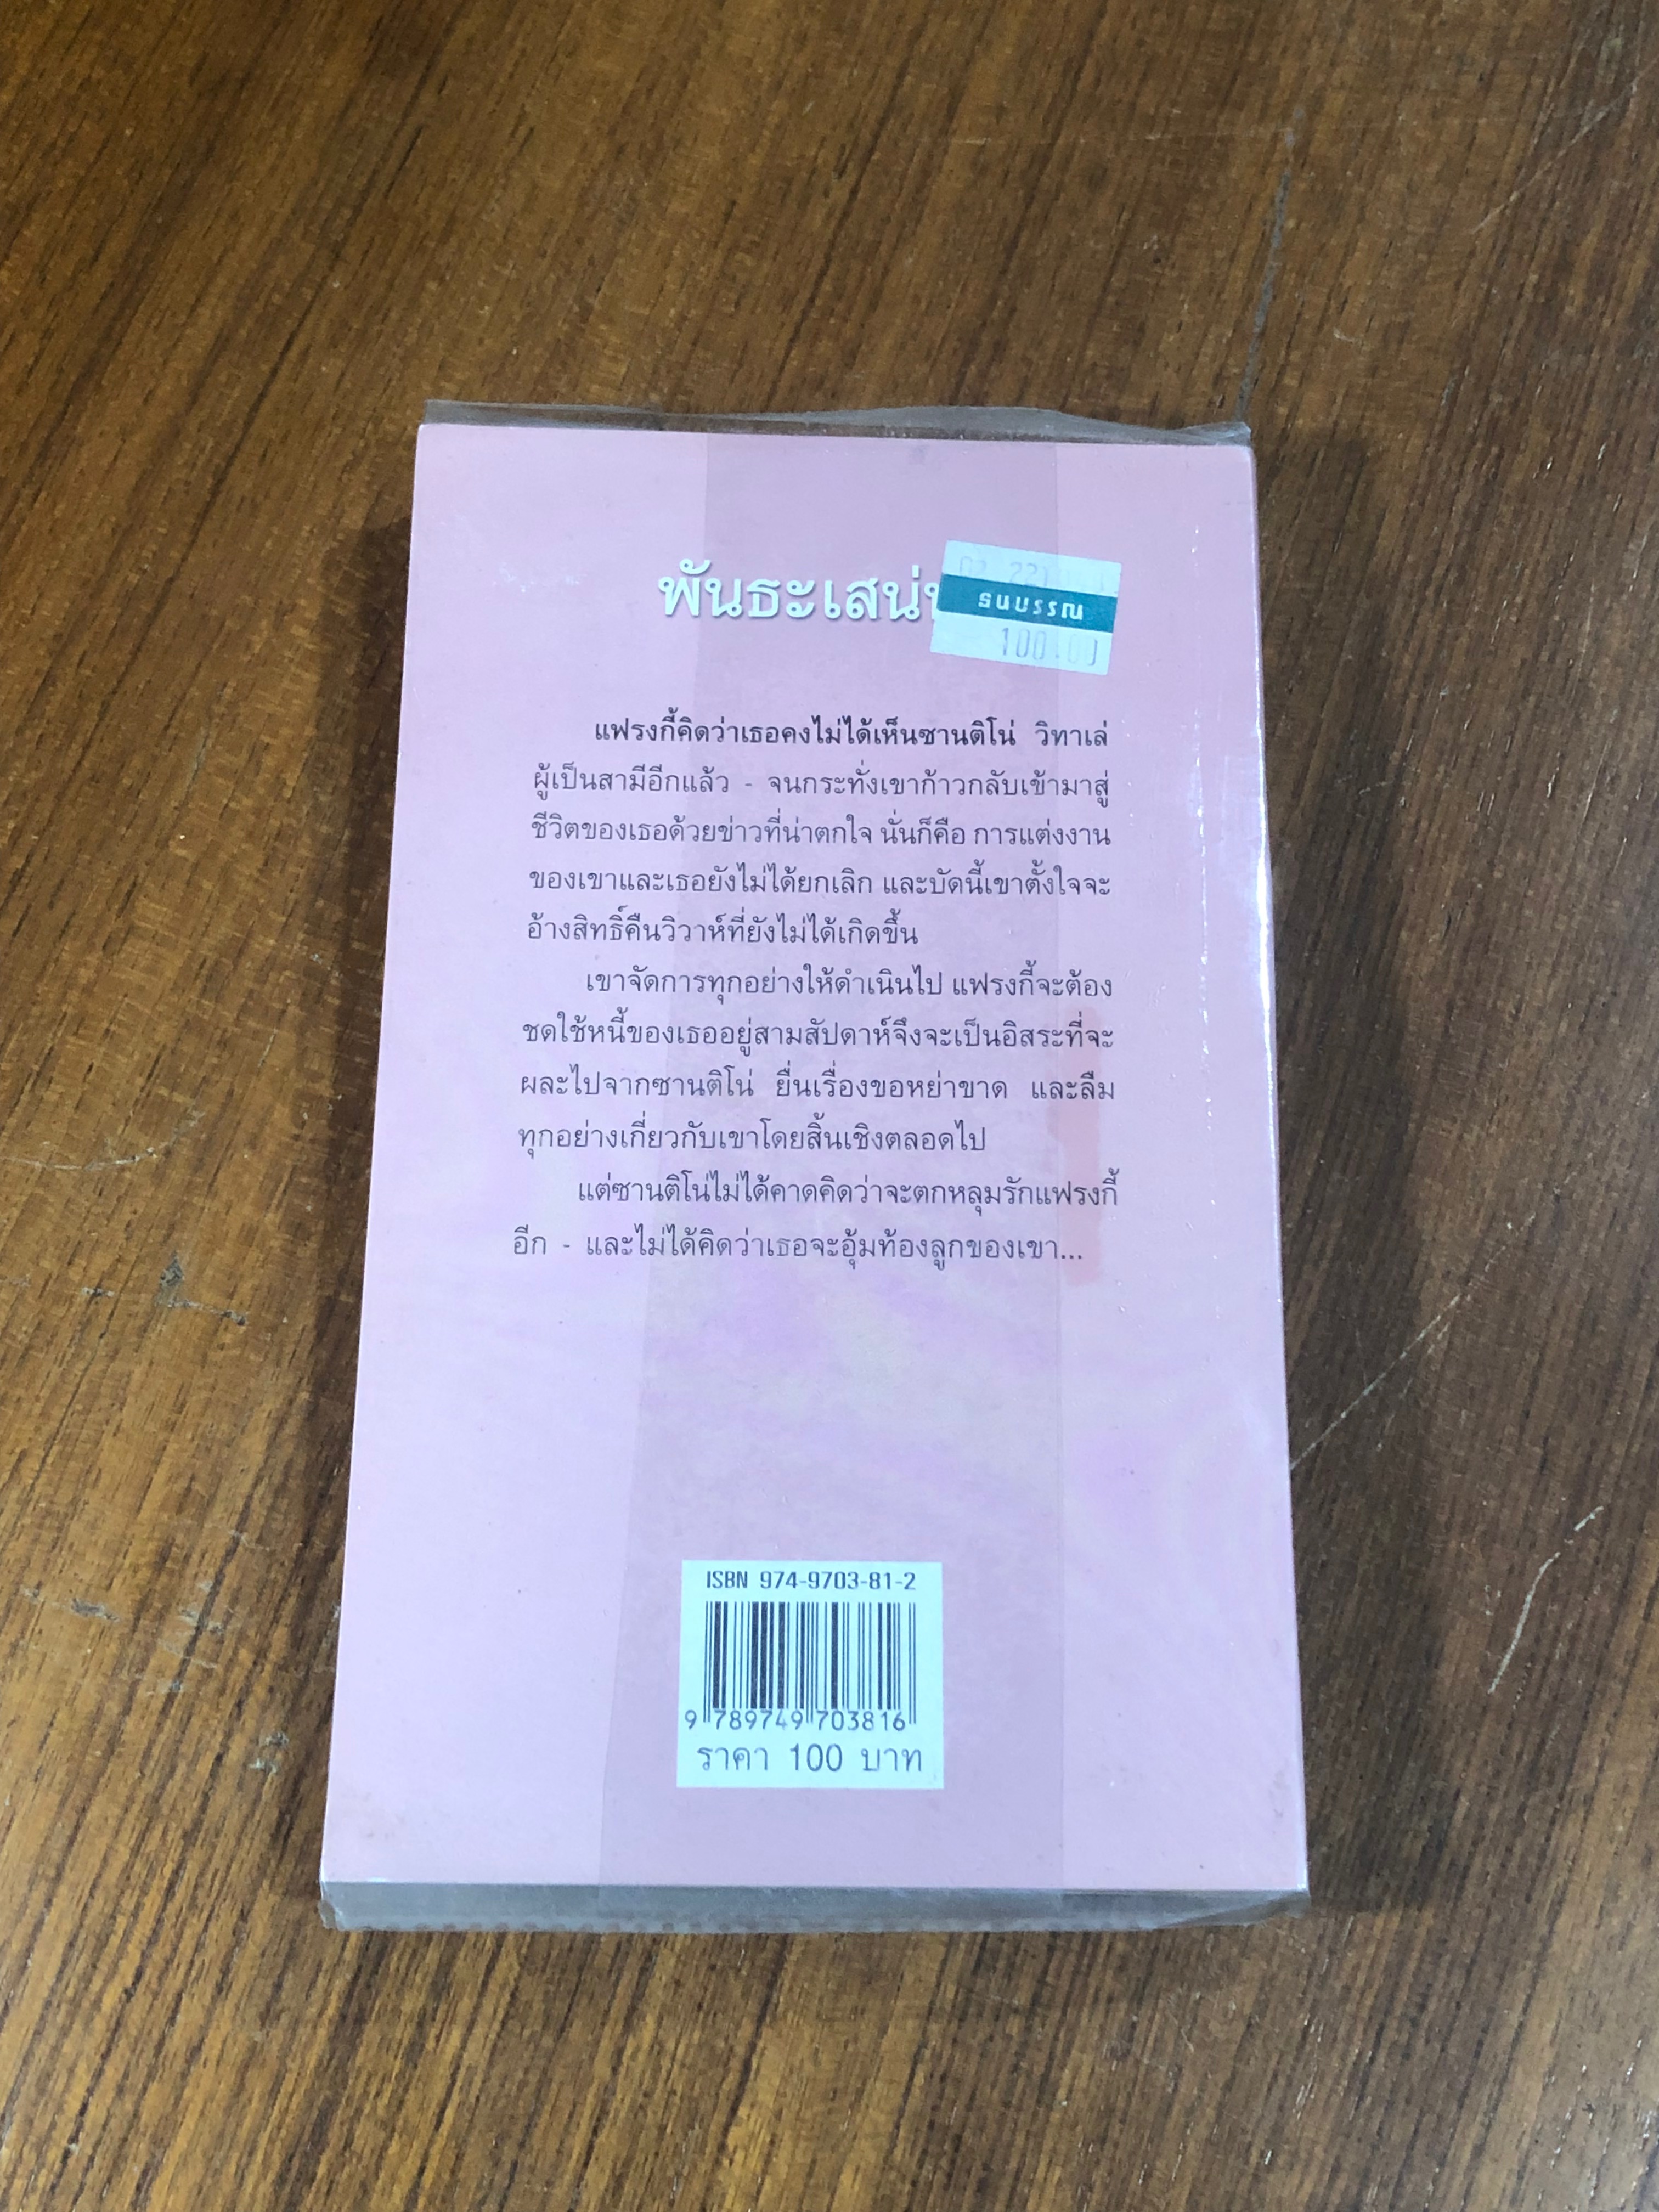 พันธะเสน่
ธนบรรณ
100.00
แฟรงกี้คิดว่าเธอคงไม่ได้เห็นซานติโน่ วิทาเล่
ผู้เป็นสามีอีกแล้ว - จนกระทั่งเขาก้าวกลับเข้ามาสู่
ชีวิตของเธอด้วยข่าวที่น่าตกใจ นั่นก็คือ การแต่งงาน
ของเขาและเธอยังไม่ได้ยกเลิก และบัดนี้เขาตั้งใจจะ
อ้างสิทธิ์คืนวิวาห์ที่ยังไม่ได้เกิดขึ้น
เขาจัดการทุกอย่างให้ดำเนินไป แฟรงกี้จะต้อง
ชดใช้หนี้ของเธออยู่สามสัปดาห์จึงจะเป็นอิสระที่จะ
ผละไปจากซานติโน่ ยื่นเรื่องขอหย่าขาด และลืม
ทุกอย่างเกี่ยวกับเขาโดยสิ้นเชิงตลอดไป
แต่ซานติโน่ไม่ได้คาดคิดว่าจะตกหลุมรักแฟรงกี้
อีก - และไม่ได้คิดว่าเธอจะอุ้มท้องลูกของเขา...
ISBN 974-9703-81-2
9 789749 703816
ราคา 100 บาท